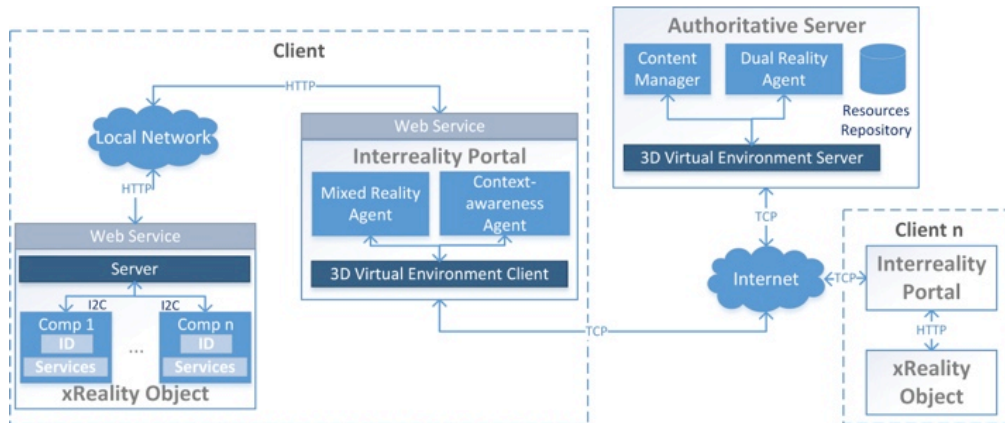 Client
HTTP
Local Network
HTTP
Web Service
Server
I2C
I2C
Comp 1
ID
Services
...
Comp n
ID
Services
xReality Object
Web Service
Interreality Portal
Mixed Reality
Agent
Context-
awareness
Agent
3D Virtual Environment Client
TCP
Authoritative Server
Content
Manager
Dual Reality
Agent
Resources
Repository
3D Virtual Environment Server
TCP
Internet
TCP
Client n
Interreality
Portal
HTTP
xReality
Object